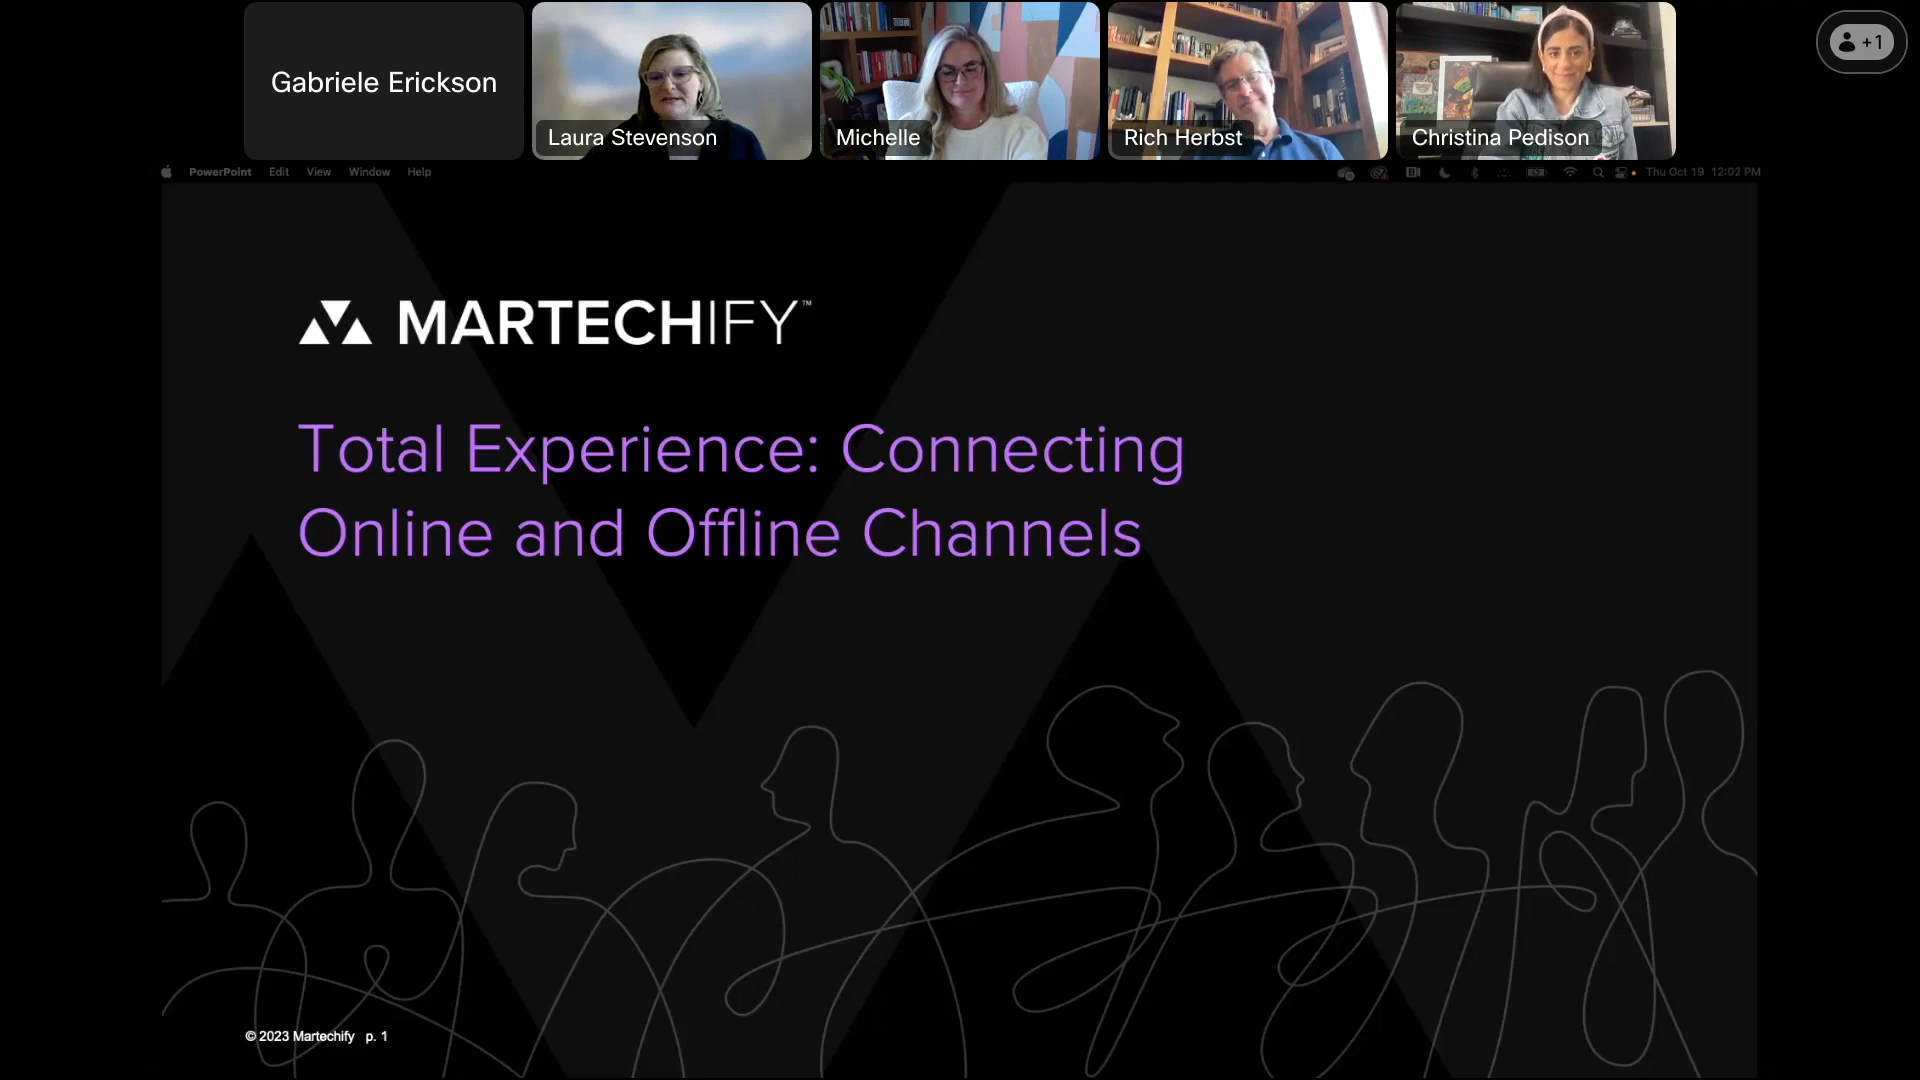 Gabriele Erickson
Laura Stevenson
Michelle
Rich Herbst
Christina Pedison
+1
PowerPoint Edit View Window Help
Thu Oct 19 12:02 PM
MARTECHIFY™
Total Experience: Connecting
Online and Offline Channels
© 2023 Martechify p. 1